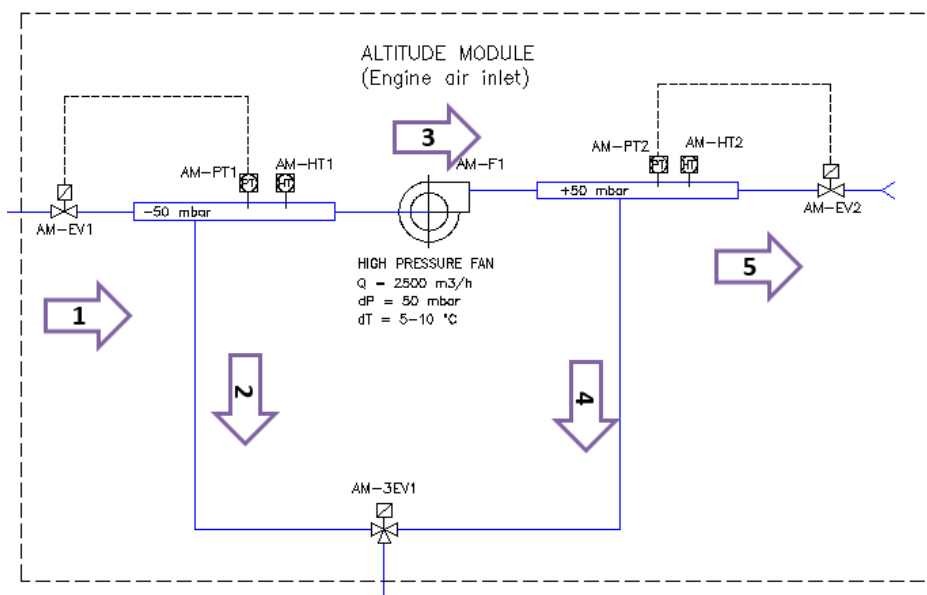 ALTITUDE MODULE
(Engine air inlet)
3
AM-PT1
AM-HT1
PT
HT
AM-F1
AM-PT2
AM-HT2
PT
HT
-50 mbar
+50 mbar
AM-EV1
AM-EV2
HIGH PRESSURE FAN
Q = 2500 m3/h
dP = 50 mbar
dT = 5-10 °C
1
5
2
4
AM-3EV1